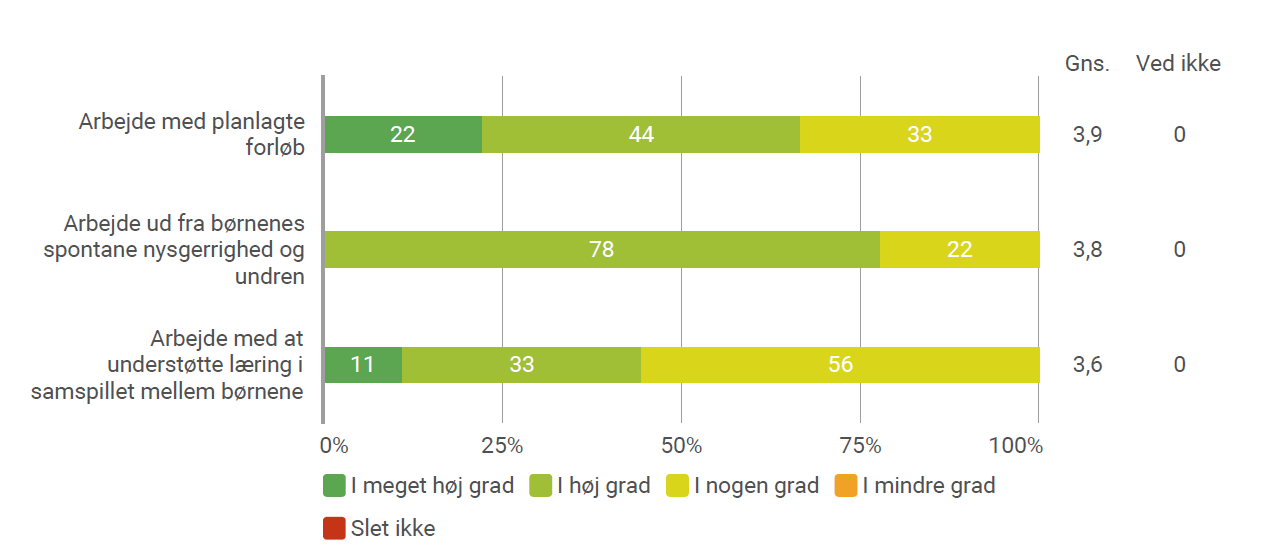 Gns. Ved ikke
Arbejde med planlagte
forløb
22 44 33 3,9 0
Arbejde ud fra børnenes
spontane nysgerrighed og
undren
78 22 3,8 0
Arbejde med at
understøtte læring i
samspillet mellem børnene
11 33 56 3,6 0
0% 25% 50% 75% 100%
I meget høj grad I høj grad I nogen grad I mindre grad
Slet ikke